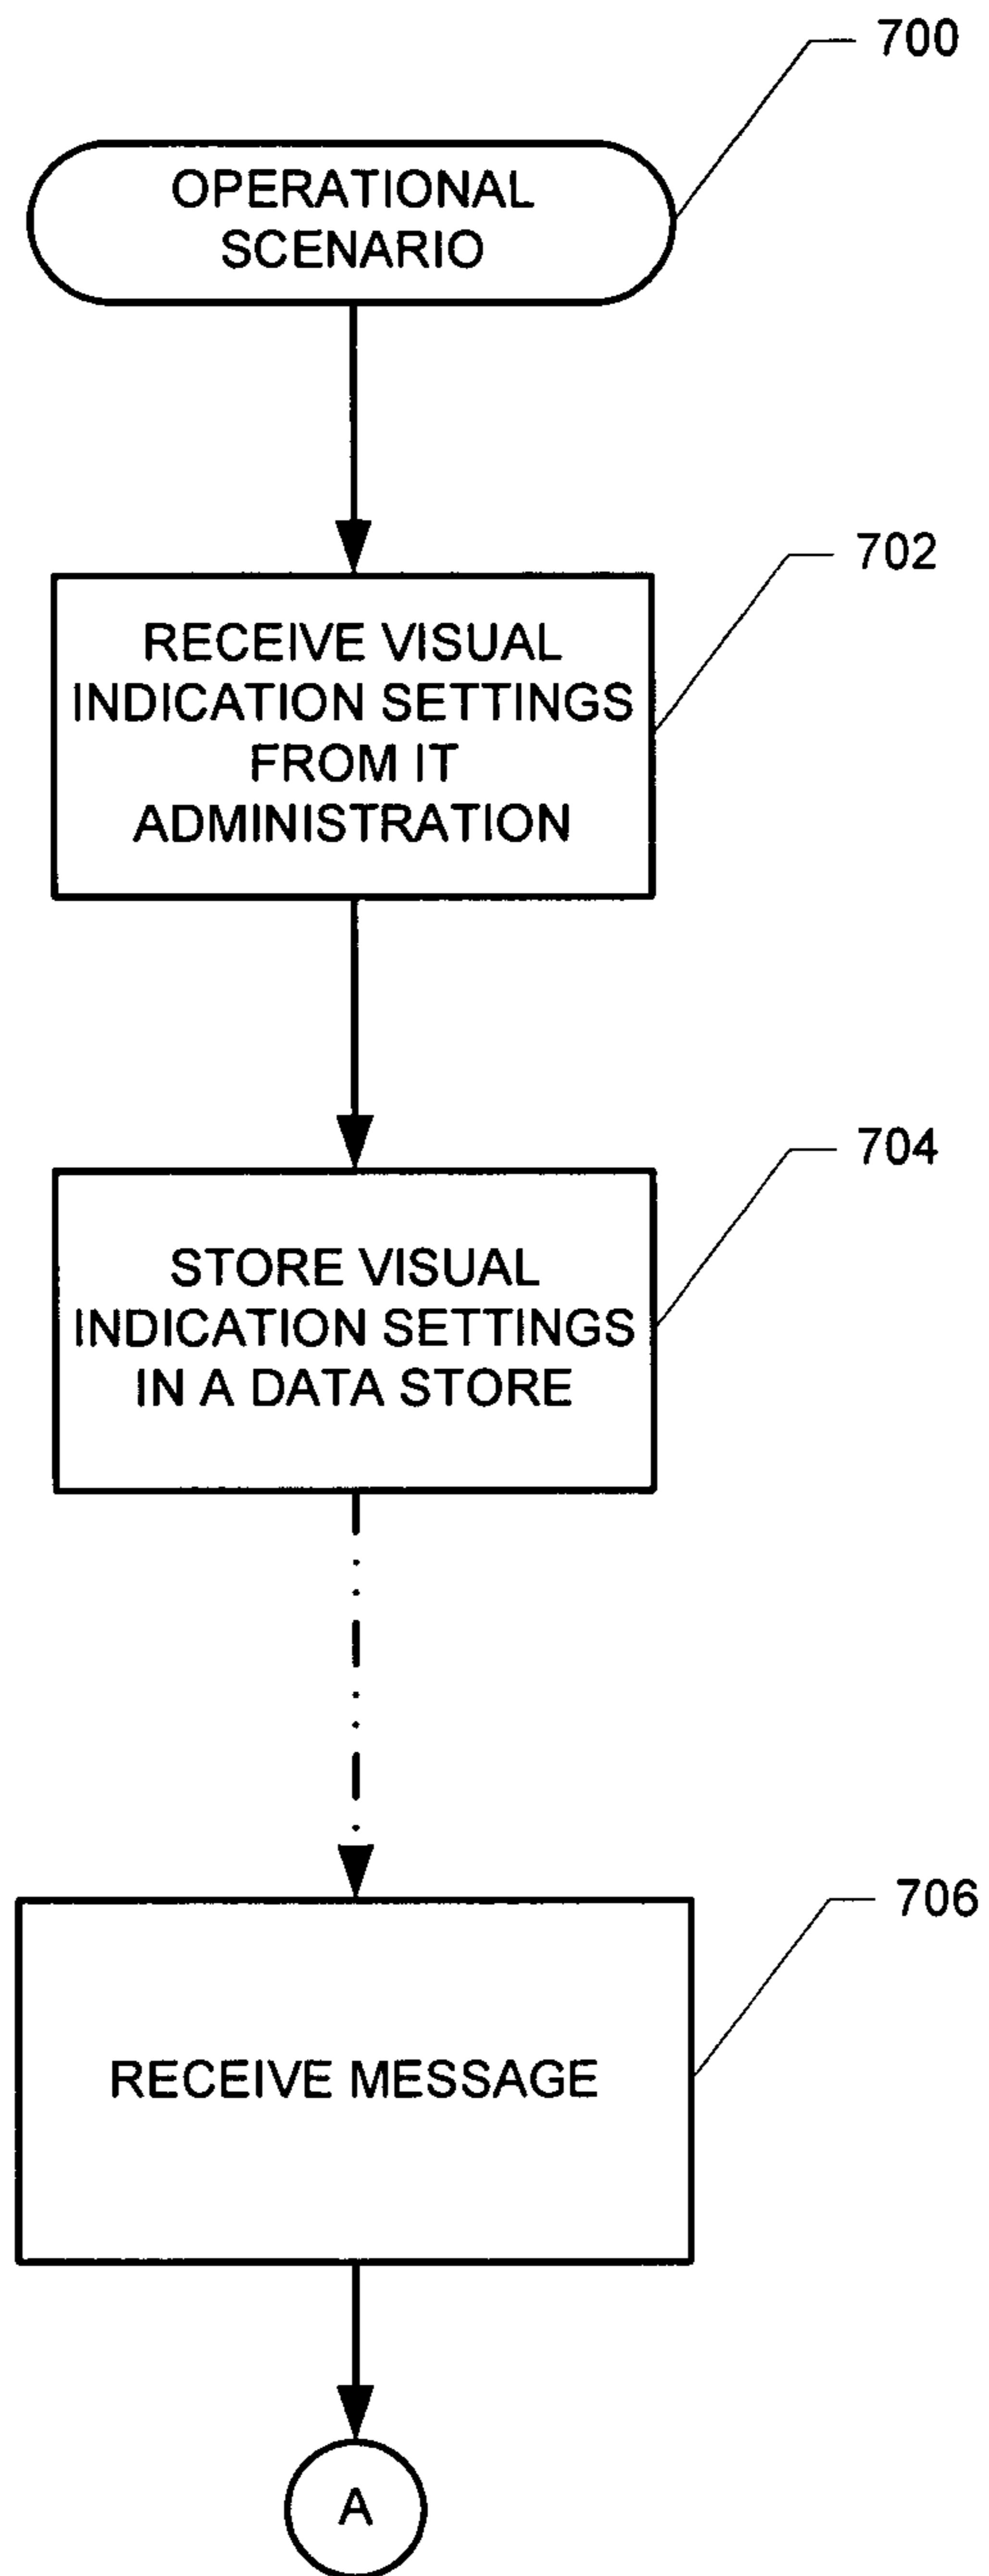 700
OPERATIONAL
SCENARIO
702
RECEIVE VISUAL
INDICATION SETTINGS
FROM IT
ADMINISTRATION
704
STORE VISUAL
INDICATION SETTINGS
IN A DATA STORE
706
RECEIVE MESSAGE
A